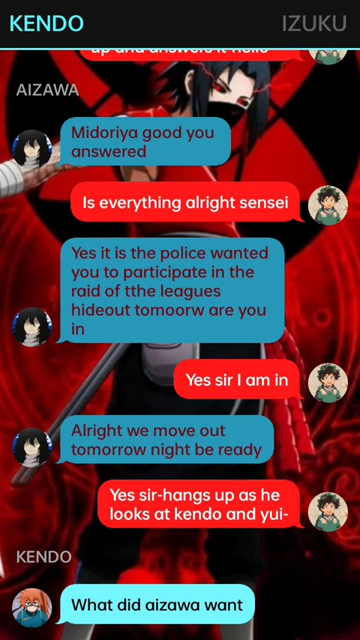 KENDO
IZUKU
up and answers it hello
AIZAWA
Midoriya good you
answered
Is everything alright sensei
Yes it is the police wanted
you to participate in the
raid of tthe leagues
hideout tomoorw are you
in
Yes sir I am in
Alright we move out
tomorrow night be ready
Yes sir-hangs up as he
looks at kendo and yui-
KENDO
What did aizawa want